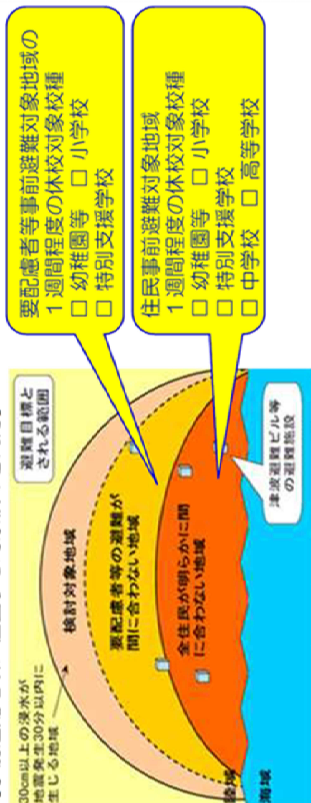 要配慮者等事前避難対象地域の
1週間程度の休校対象校種
□ 幼稚園等 □ 小学校
□ 特別支援学校
住民事前避難対象地域
1週間程度の休校対象校種
□ 幼稚園等 □ 小学校
□ 特別支援学校
□ 中学校 □ 高等学校
30cm以上の浸水が
地震発生30分以内に
生じる地域
避難目標と
される範囲
検討対象地域
要配慮者等の避難が
間に合わない地域
全住民が明らかに間
に合わない地域
津波避難ビル等
の避難施設
陸域
海域